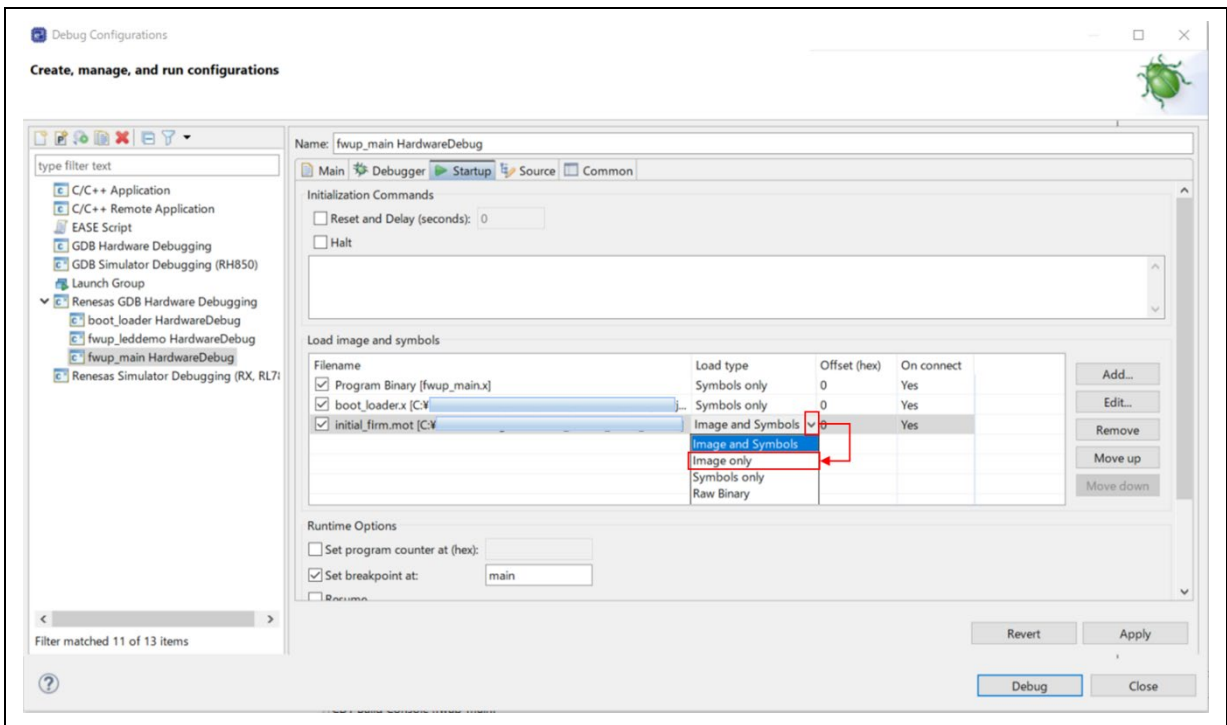 Debug Configurations
Create, manage, and run configurations
type filter text
C/C++ Application
C/C++ Remote Application
EASE Script
GDB Hardware Debugging
GDB Simulator Debugging (RH850)
Launch Group
Renesas GDB Hardware Debugging
boot_loader HardwareDebug
fwup_leddemo HardwareDebug
fwup_main HardwareDebug
Renesas Simulator Debugging (RX, RL78
Filter matched 11 of 13 items
Name: fwup_main HardwareDebug
Main Debugger Startup Source Common
Initialization Commands
Reset and Delay (seconds): 0
Halt
Load image and symbols
Filename Load type Offset (hex) On connect
Program Binary [fwup_main.x] Symbols only 0 Yes
boot_loader.x [C:¥ j... Symbols only 0 Yes
initial_firm.mot [C:¥ Image and Symbols 0 Yes
Image and Symbols
Image only
Symbols only
Raw Binary
Add...
Edit...
Remove
Move up
Move down
Runtime Options
Set program counter at (hex):
Set breakpoint at: main
Resume
Revert Apply
? Debug Close